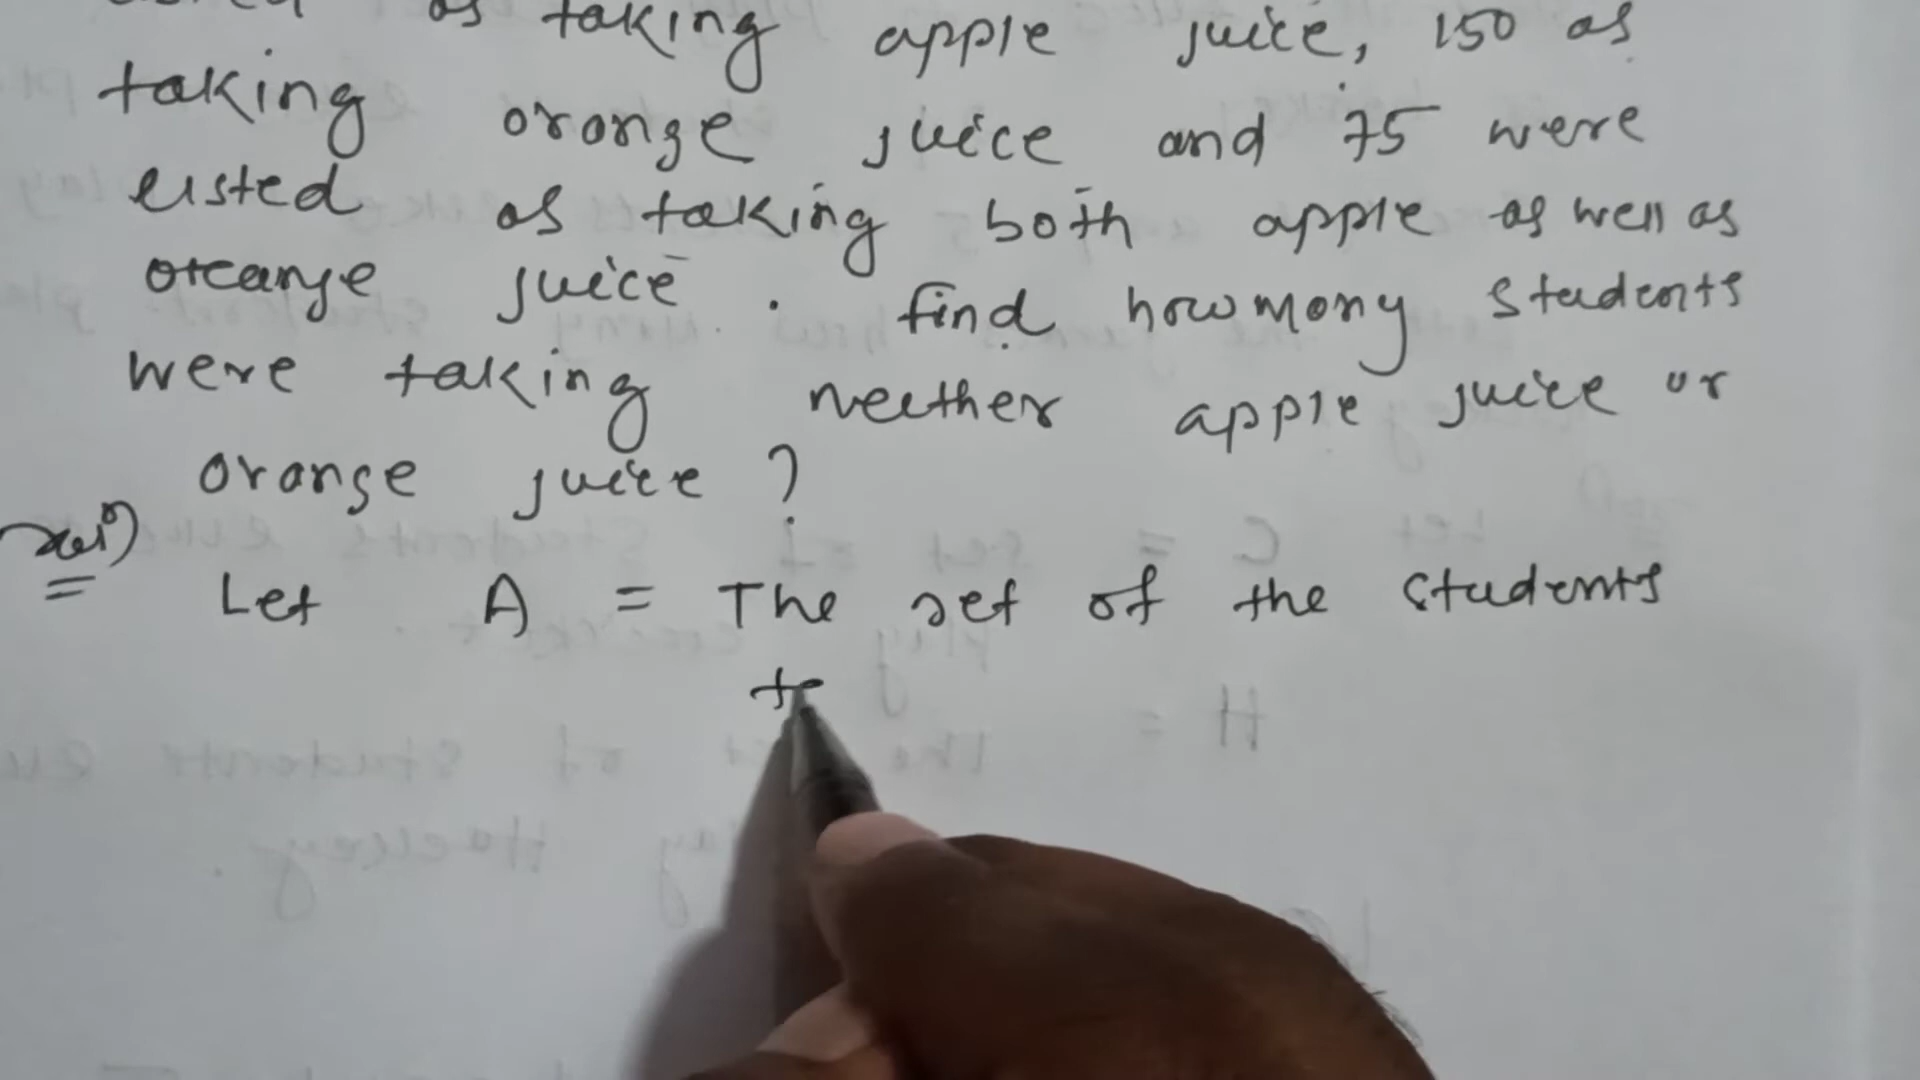 as taking apple juice, 150 as
taking orange juice and 75 were
listed as taking both apple as well as
orange juice. find how many students
were taking neither apple juice or
orange juice ?
Let A = The set of the students